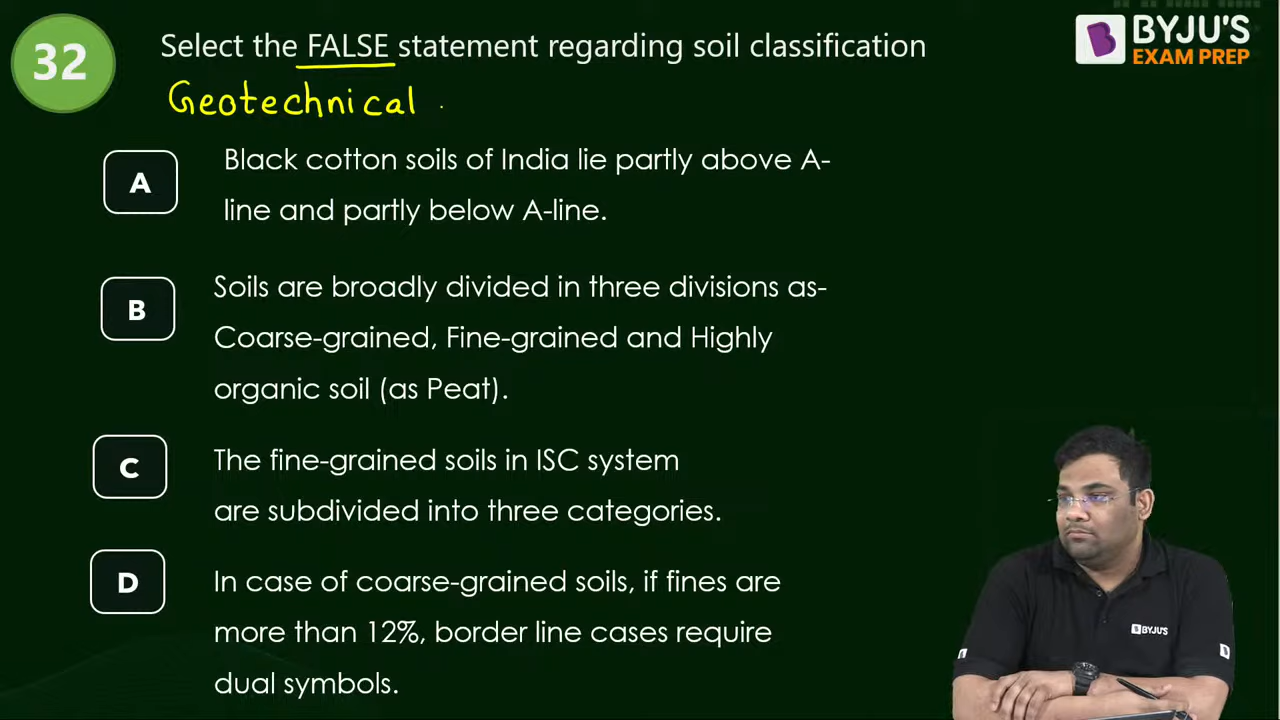 32
Select the FALSE statement regarding soil classification
BYJU'S
EXAM PREP
Geotechnical
A
Black cotton soils of India lie partly above A-
line and partly below A-line.
B
Soils are broadly divided in three divisions as-
Coarse-grained, Fine-grained and Highly
organic soil (as Peat).
C
The fine-grained soils in ISC system
are subdivided into three categories.
D
In case of coarse-grained soils, if fines are
more than 12%, border line cases require
dual symbols.
BYJU'S